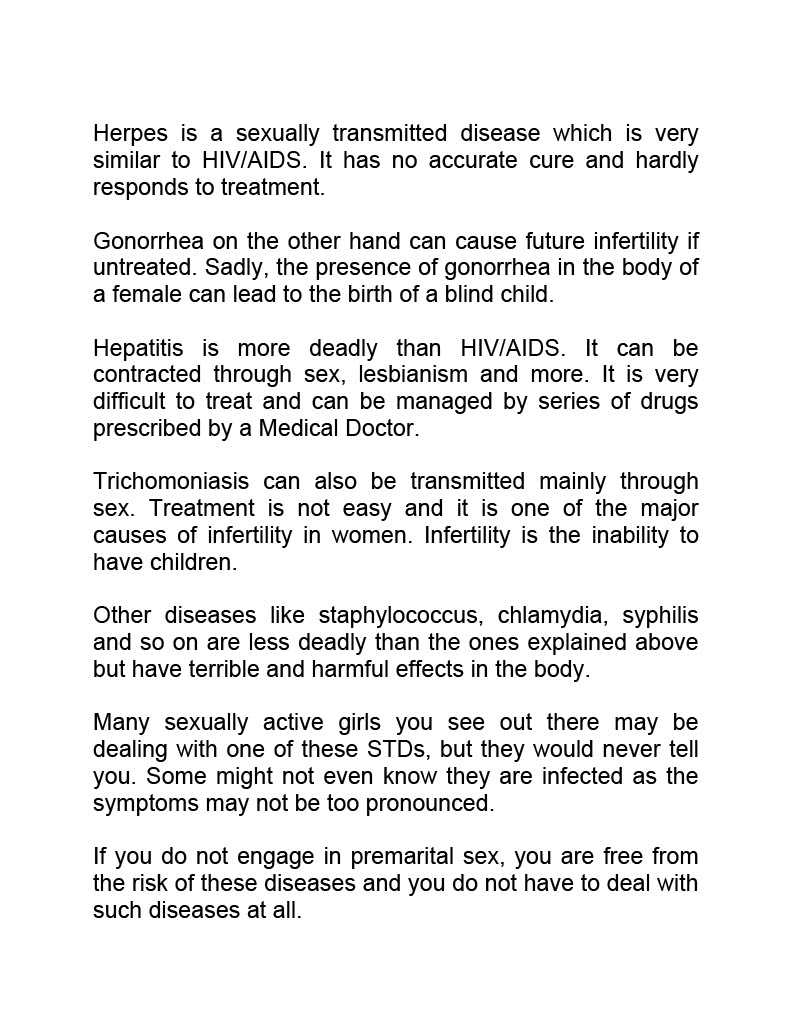 Herpes is a sexually transmitted disease which is very
similar to HIV/AIDS. It has no accurate cure and hardly
responds to treatment.
Gonorrhea on the other hand can cause future infertility if
untreated. Sadly, the presence of gonorrhea in the body of
a female can lead to the birth of a blind child.
Hepatitis is more deadly than HIV/AIDS. It can be
contracted through sex, lesbianism and more. It is very
difficult to treat and can be managed by series of drugs
prescribed by a Medical Doctor.
Trichomoniasis can also be transmitted mainly through
sex. Treatment is not easy and it is one of the major
causes of infertility in women. Infertility is the inability to
have children.
Other diseases like staphylococcus, chlamydia, syphilis
and so on are less deadly than the ones explained above
but have terrible and harmful effects in the body.
Many sexually active girls you see out there may be
dealing with one of these STDs, but they would never tell
you. Some might not even know they are infected as the
symptoms may not be too pronounced.
If you do not engage in premarital sex, you are free from
the risk of these diseases and you do not have to deal with
such diseases at all.